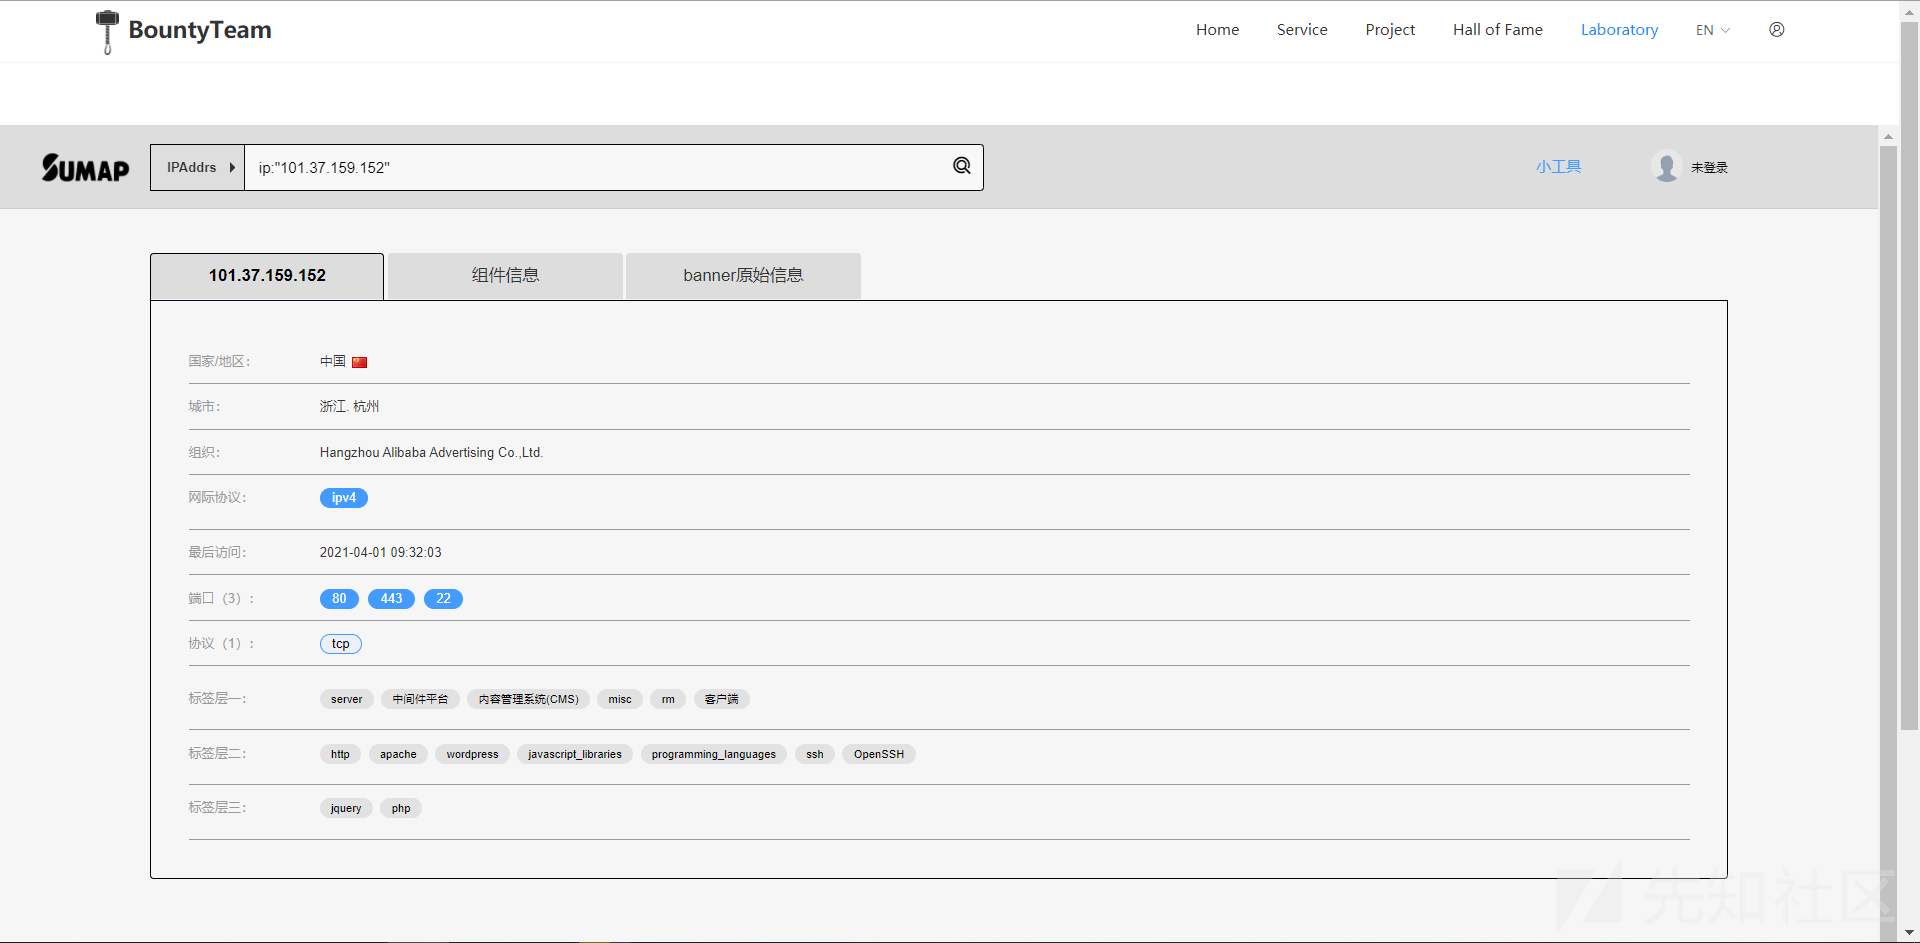 BountyTeam
Home Service Project Hall of Fame Laboratory EN
SUMAP IPAddrs ip:"101.37.159.152" 小工具 未登录
101.37.159.152 组件信息 banner原始信息
国家/地区: 中国
城市: 浙江. 杭州
组织: Hangzhou Alibaba Advertising Co.,Ltd.
网际协议: ipv4
最后访问: 2021-04-01 09:32:03
端口（3）: 80 443 22
协议（1）: tcp
标签层一: server 中间件平台 内容管理系统(CMS) misc rm 客户端
标签层二: http apache wordpress javascript_libraries programming_languages ssh OpenSSH
标签层三: jquery php
先知社区